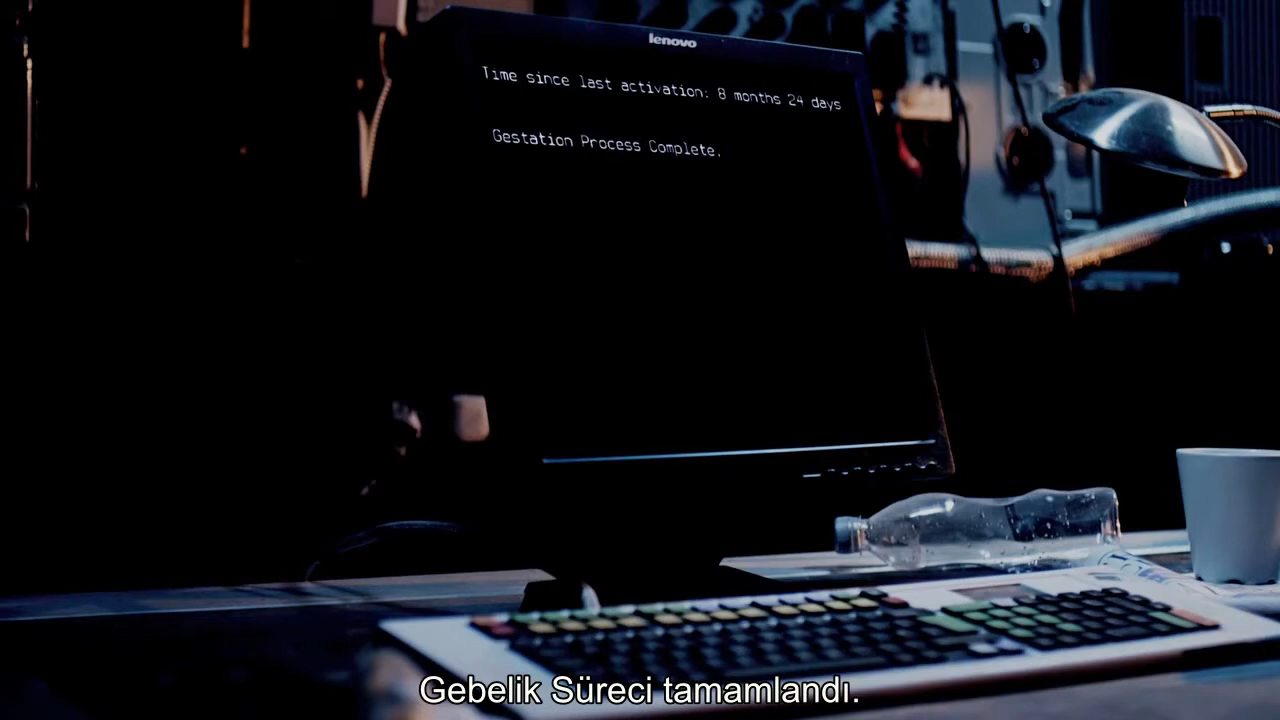 lenovo
Time since last activation: 8 months 24 days
Gestation Process Complete.
Gebelik Süreci tamamlandı.